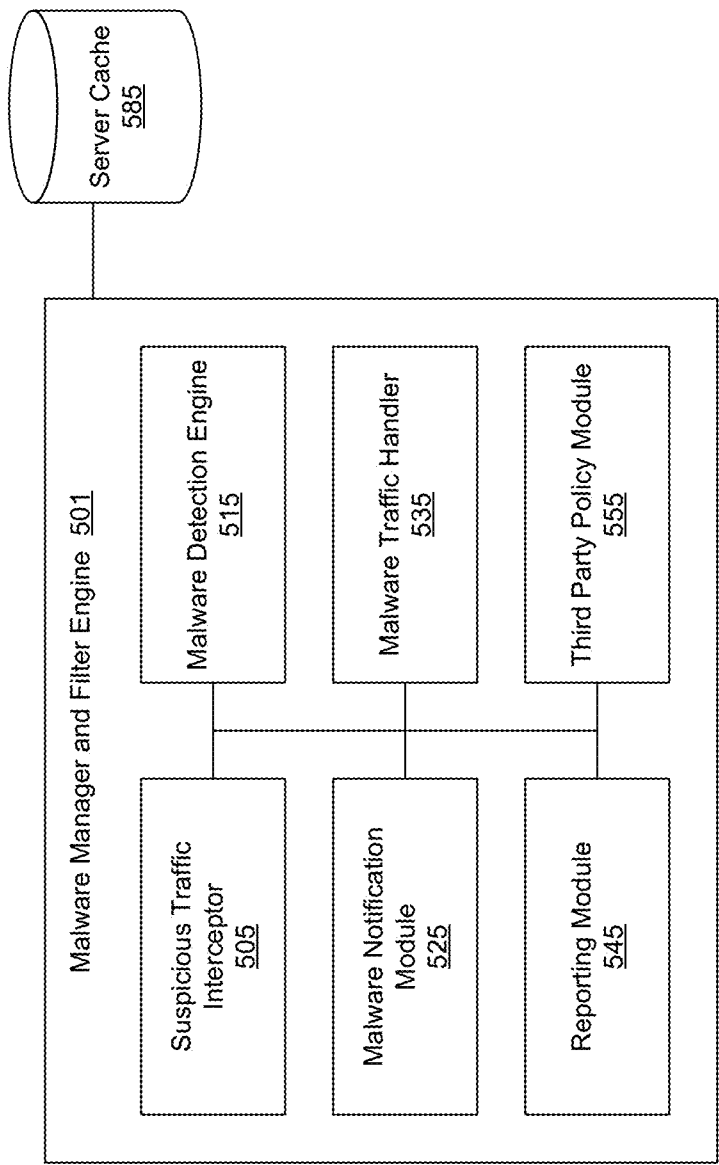 Malware Manager and Filter Engine 501
Suspicious Traffic
Interceptor
505
Malware Detection Engine
515
Malware Notification
Module
525
Malware Traffic Handler
535
Reporting Module
545
Third Party Policy Module
555
Server Cache
585